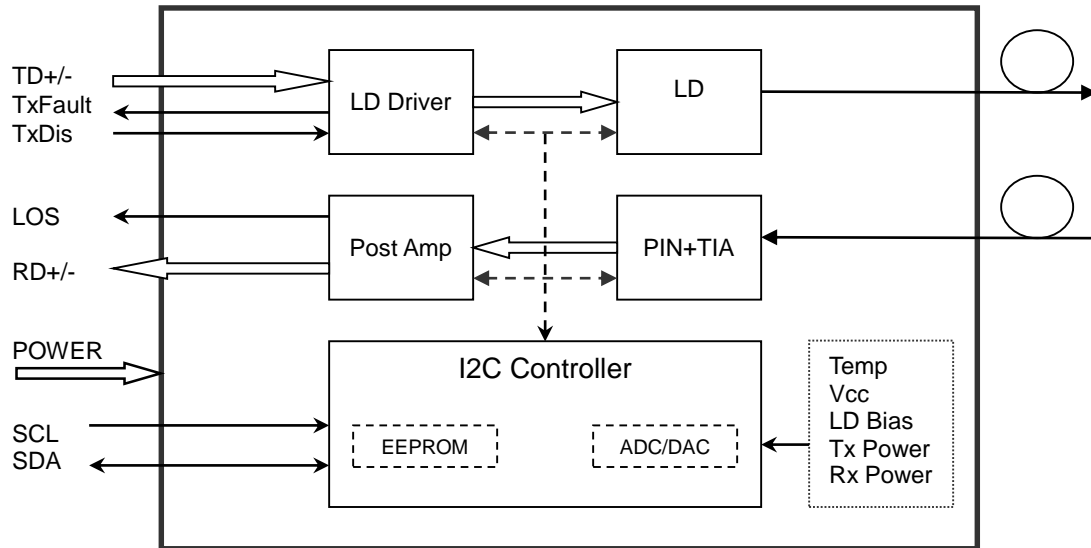 TD+/-
TxFault
TxDis
LD Driver
LD
LOS
RD+/-
Post Amp
PIN+TIA
POWER
SCL
SDA
I2C Controller
EEPROM
ADC/DAC
Temp
Vcc
LD Bias
Tx Power
Rx Power